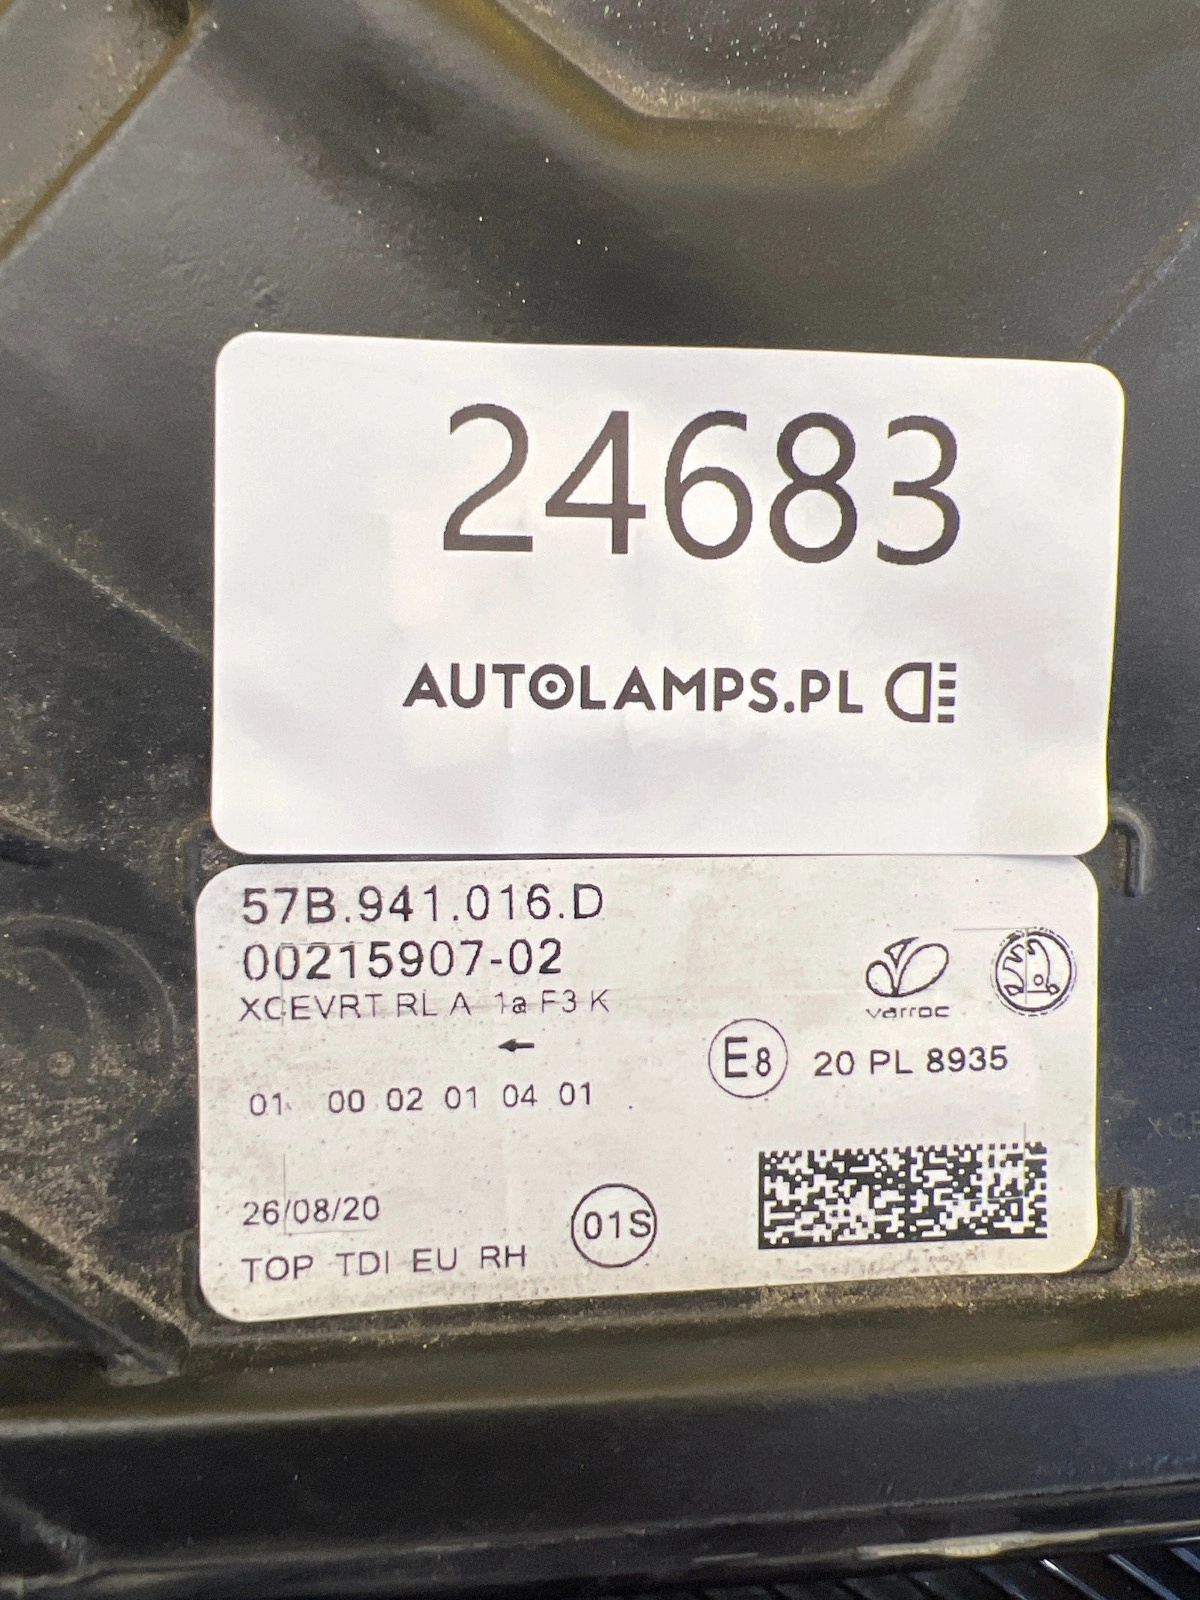 24683
AUTOLAMPS.PL
57B.941.016.D
00215907-02
XCEVRT RL A 1a F3 K
←
01 00 02 01 04 01
varroc
E8 20 PL 8935
26/08/20
01S
TOP TDI EU RH